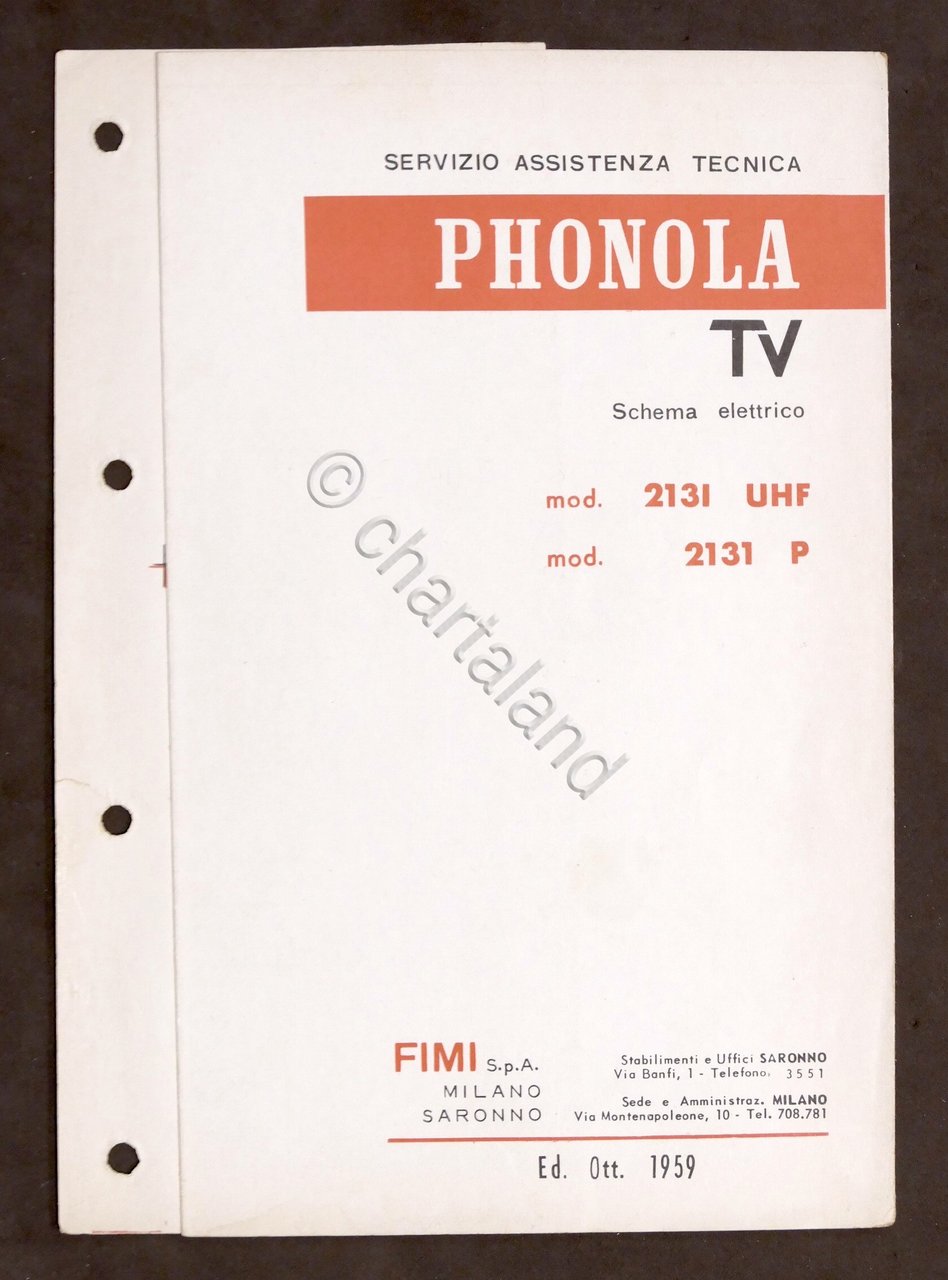 SERVIZIO ASSISTENZA TECNICA
PHONOLA
TV
Schema elettrico
mod. 213I UHF
mod. 2131 P
© chartaland
FIMI S.p.A.
MILANO
SARONNO
Stabilimenti e Uffici SARONNO
Via Banfi, 1 - Telefono. 3551
Sede e Amministraz. MILANO
Via Montenapoleone, 10 - Tel. 708.781
Ed. Ott. 1959